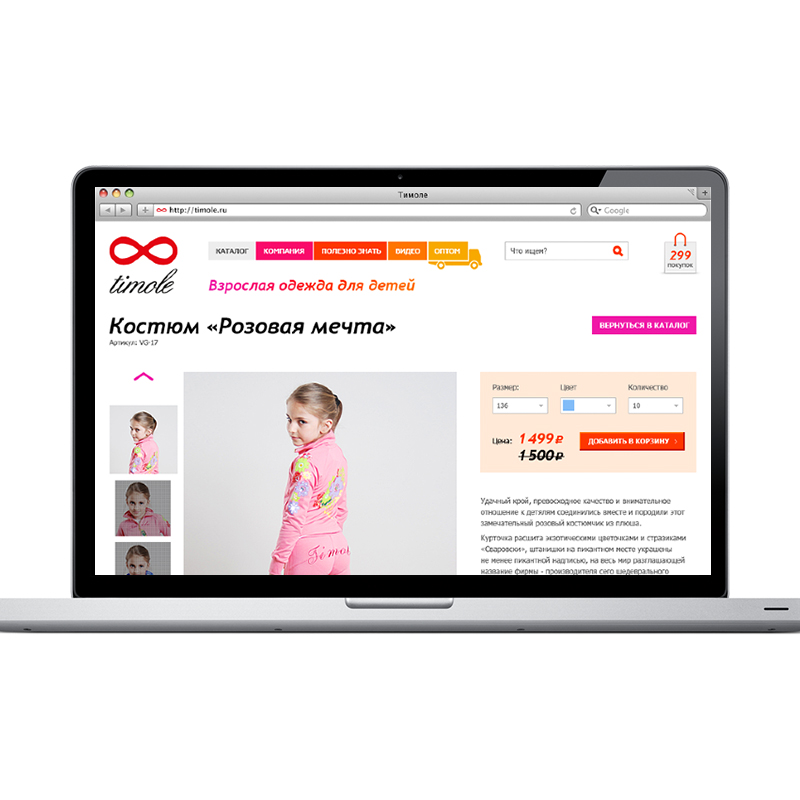 Тимоле
http://timole.ru
Google
timole
КАТАЛОГ
КОМПАНИЯ
ПОЛЕЗНО ЗНАТЬ
ВИДЕО
ОПТОМ
Что ищем?
299
покупок
Взрослая одежда для детей
Костюм «Розовая мечта»
Артикул: VG-17
ВЕРНУТЬСЯ В КАТАЛОГ
Размер:
Цвет
Количество
136
10
Цена:
1 499 ₽
ДОБАВИТЬ В КОРЗИНУ
1 500 ₽
Удачный крой, превосходное качество и внимательное
отношение к деталям соединились вместе и породили этот
замечательный розовый костюмчик из плюша.
Курточка расшита экзотическими цветочками и стразиками
«Сваровски», штанишки на пикантном месте украшены
не менее пикантной надписью, на весь мир разглашающей
название фирмы - производителя сего шедеврального